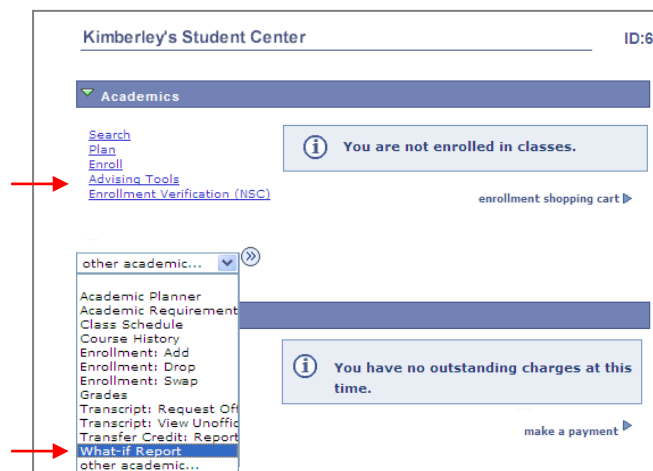 Kimberley's Student Center
ID:6
Academics
Search
Plan
Enroll
Advising Tools
Enrollment Verification (NSC)
You are not enrolled in classes.
enrollment shopping cart
other academic...
Academic Planner
Academic Requirement
Class Schedule
Course History
Enrollment: Add
Enrollment: Drop
Enrollment: Swap
Grades
Transcript: Request Off
Transcript: View Unoffic
Transfer Credit: Report
What-if Report
other academic...
You have no outstanding charges at this
time.
make a payment